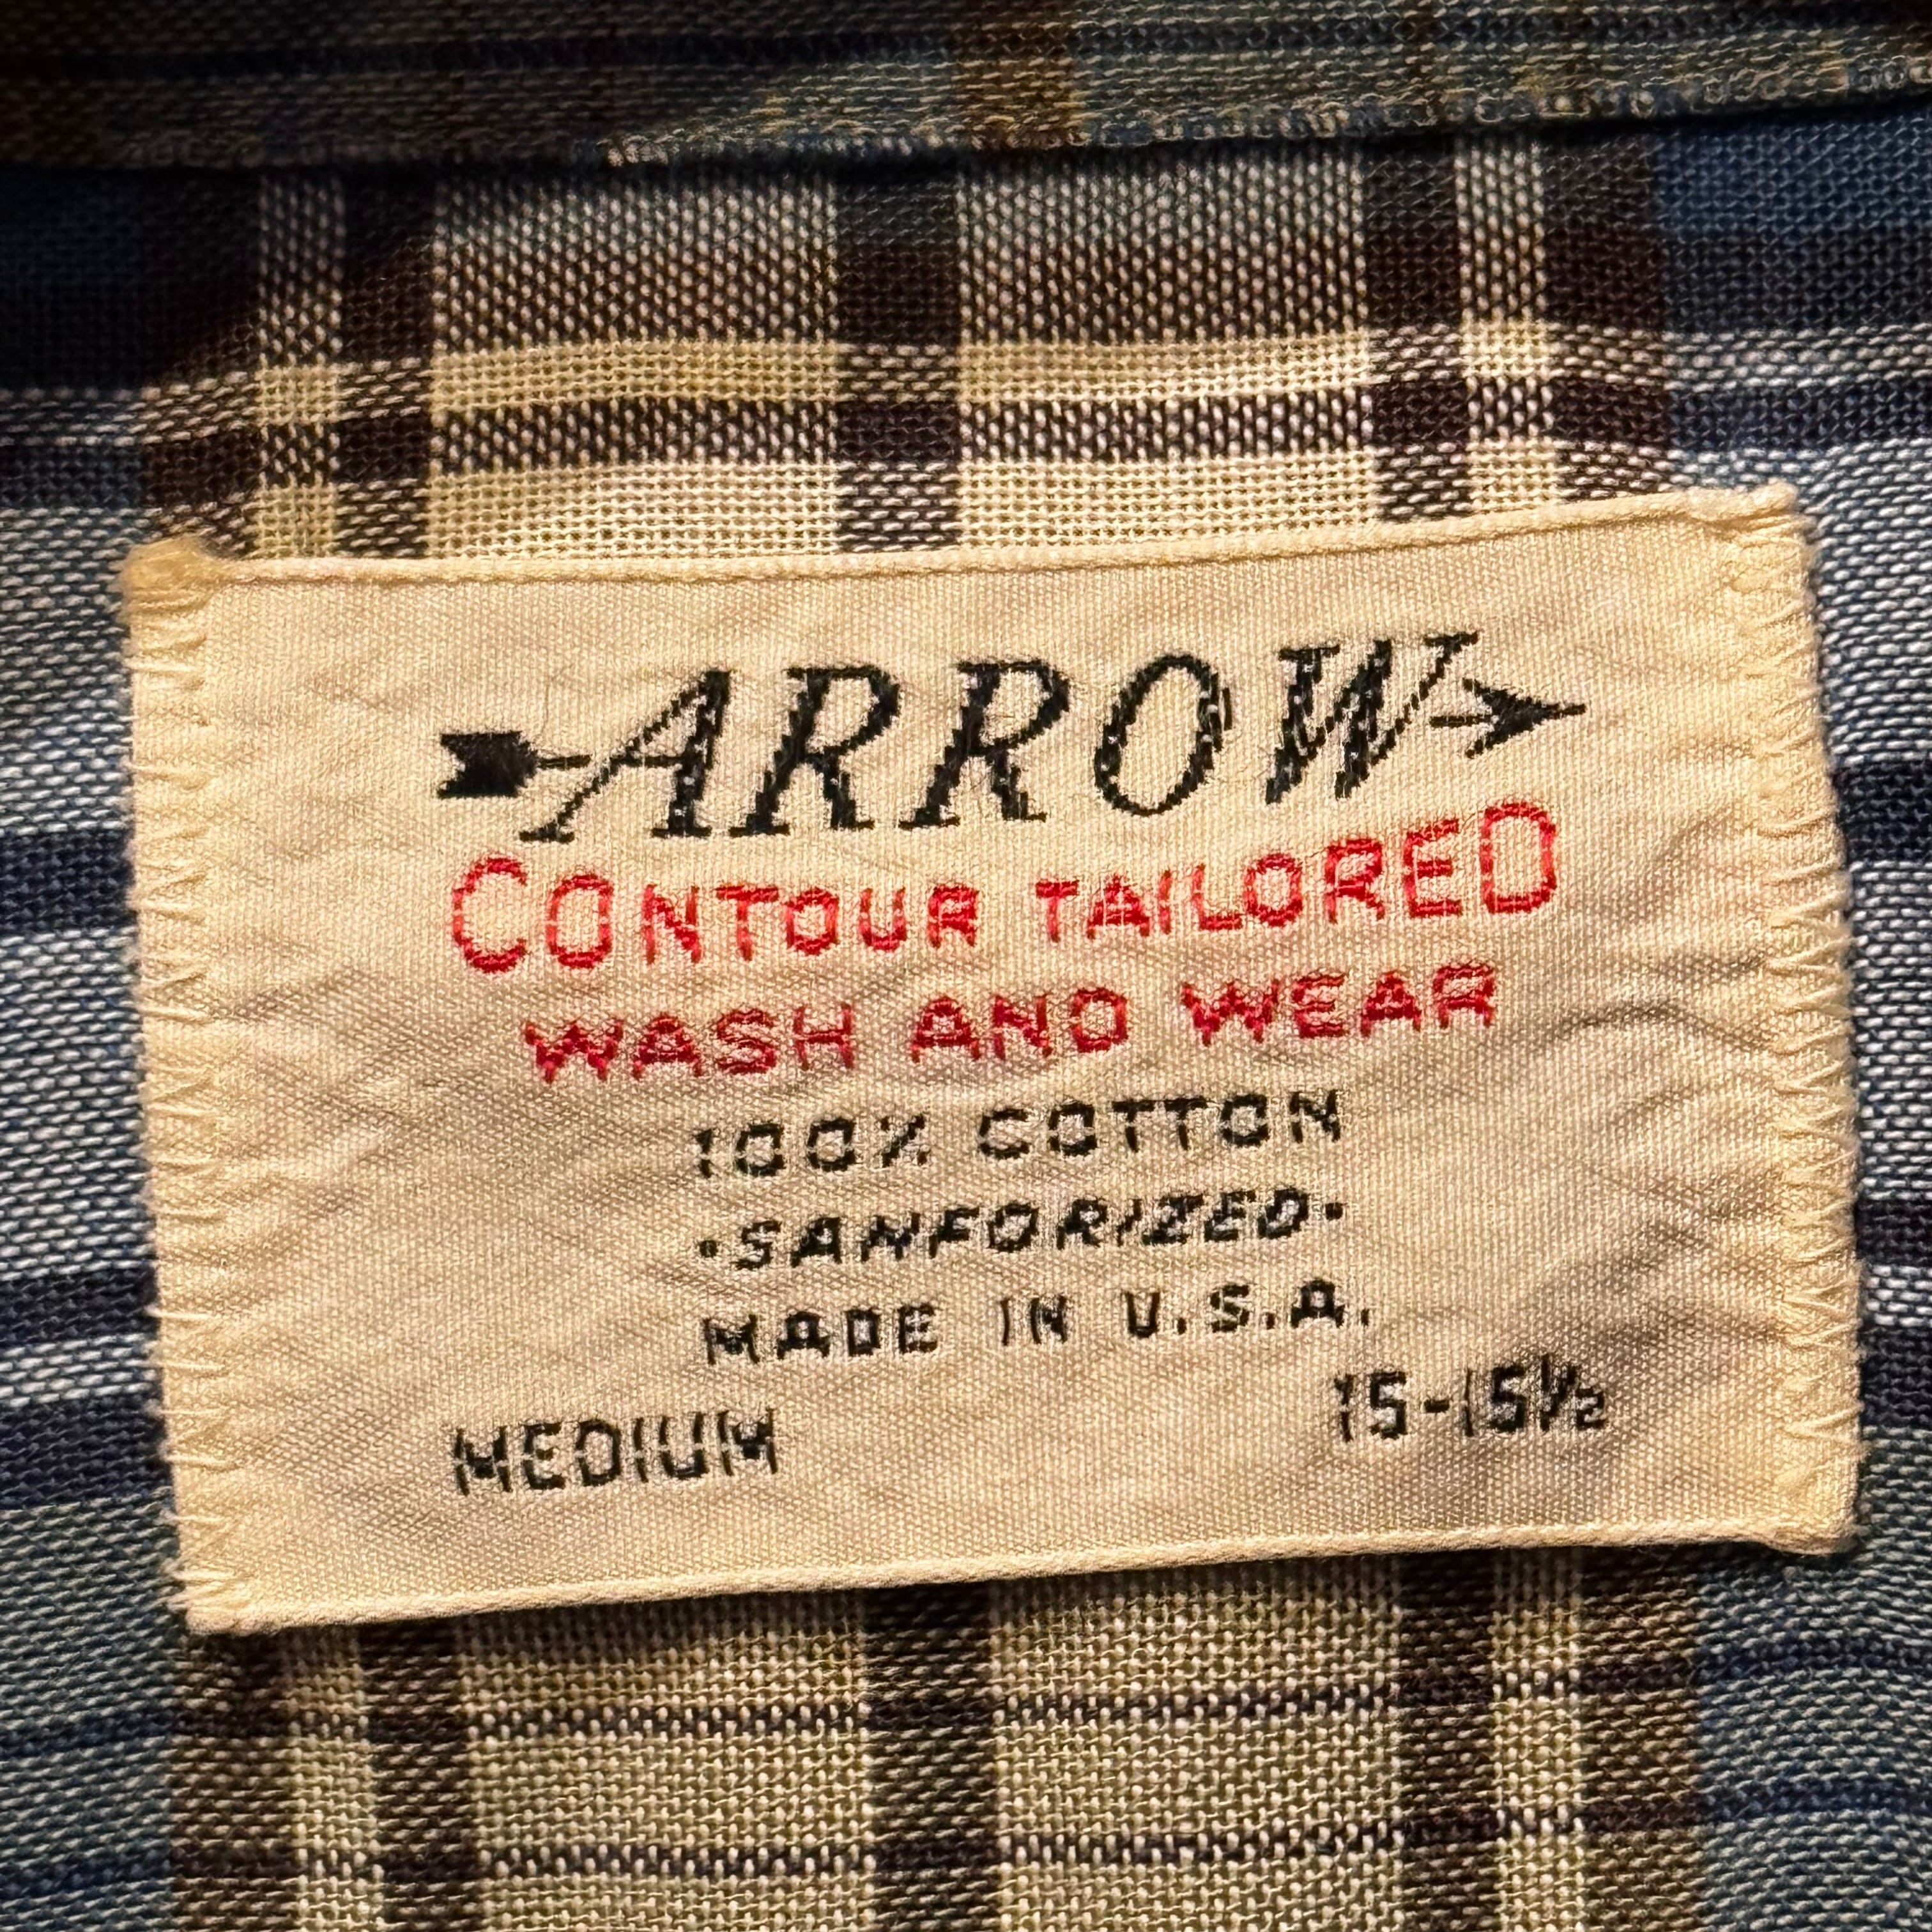 ARROW
CONTOUR TAILORED
WASH AND WEAR
100% COTTON
·SANFORIZED·
MADE IN U.S.A.
MEDIUM 15-15½